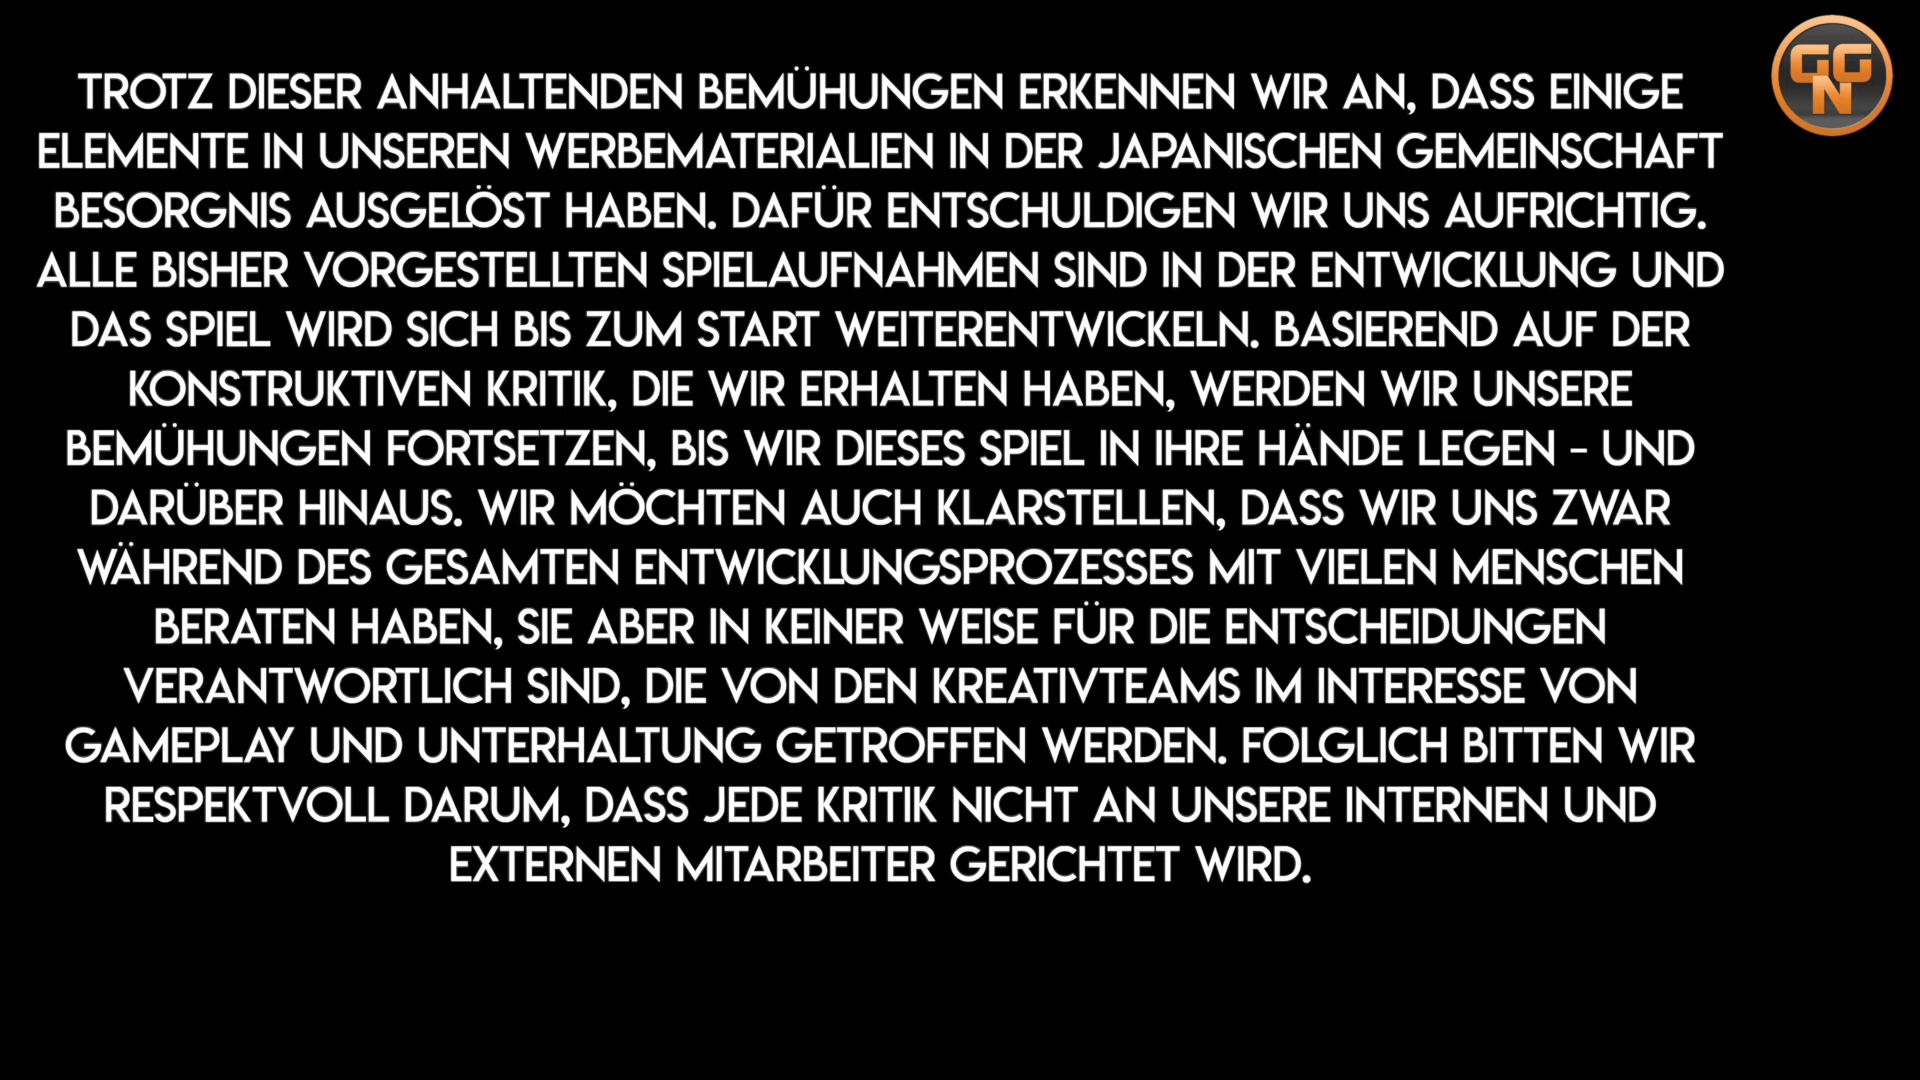 TROTZ DIESER ANHALTENDEN BEMÜHUNGEN ERKENNEN WIR AN, DASS EINIGE
ELEMENTE IN UNSEREN WERBEMATERIALIEN IN DER JAPANISCHEN GEMEINSCHAFT
BESORGNIS AUSGELÖST HABEN. DAFÜR ENTSCHULDIGEN WIR UNS AUFRICHTIG.
ALLE BISHER VORGESTELLTEN SPIELAUFNAHMEN SIND IN DER ENTWICKLUNG UND
DAS SPIEL WIRD SICH BIS ZUM START WEITERENTWICKELN. BASIEREND AUF DER
KONSTRUKTIVEN KRITIK, DIE WIR ERHALTEN HABEN, WERDEN WIR UNSERE
BEMÜHUNGEN FORTSETZEN, BIS WIR DIESES SPIEL IN IHRE HÄNDE LEGEN - UND
DARÜBER HINAUS. WIR MÖCHTEN AUCH KLARSTELLEN, DASS WIR UNS ZWAR
WÄHREND DES GESAMTEN ENTWICKLUNGSPROZESSES MIT VIELEN MENSCHEN
BERATEN HABEN, SIE ABER IN KEINER WEISE FÜR DIE ENTSCHEIDUNGEN
VERANTWORTLICH SIND, DIE VON DEN KREATIVTEAMS IM INTERESSE VON
GAMEPLAY UND UNTERHALTUNG GETROFFEN WERDEN. FOLGLICH BITTEN WIR
RESPEKTVOLL DARUM, DASS JEDE KRITIK NICHT AN UNSERE INTERNEN UND
EXTERNEN MITARBEITER GERICHTET WIRD.
GG
N